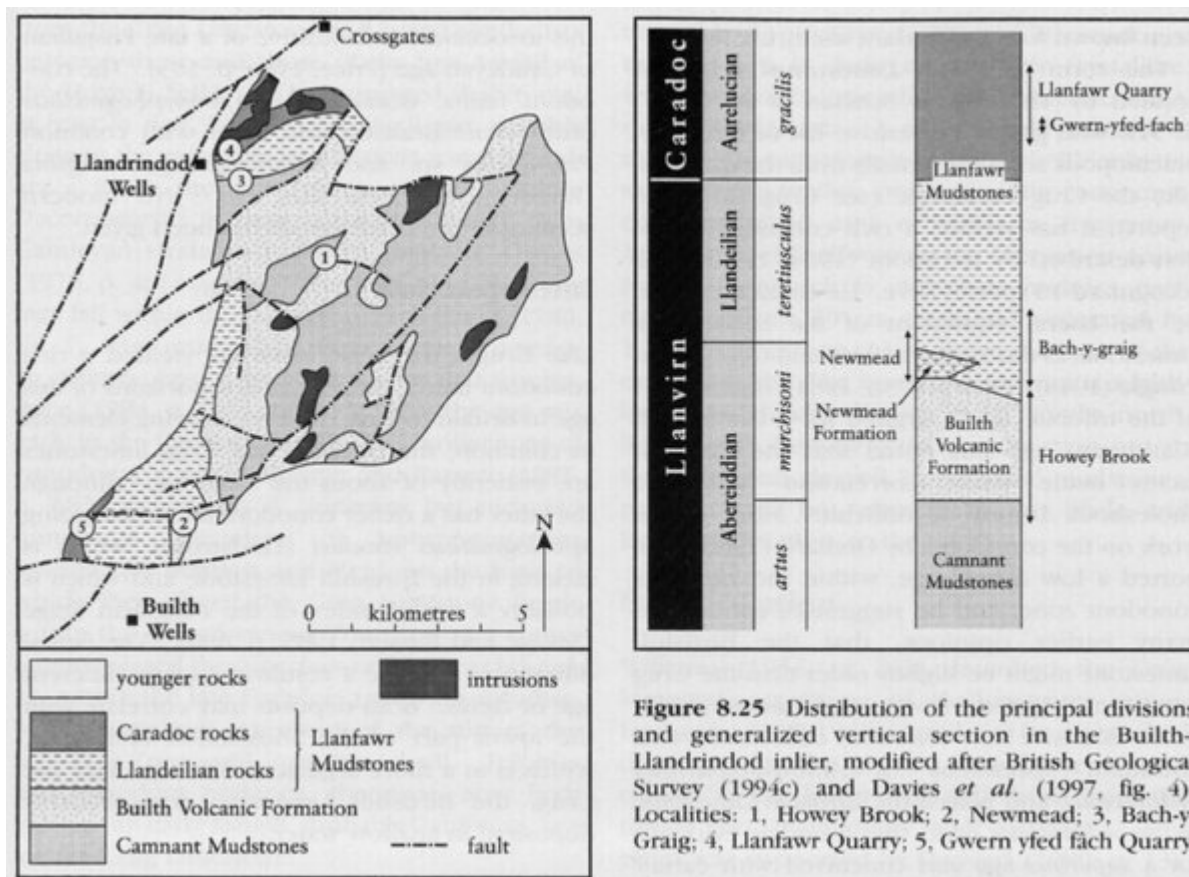 Crossgates
4
Llandrindod
Wells
3
1
5
2
N
0 kilometres 5
Builth
Wells
younger rocks
intrusions
Caradoc rocks
Llanfawr
Mudstones
Llandeilian rocks
Builth Volcanic Formation
Camnant Mudstones
fault
Llanvirn
Caradoc
Abereiddian
Llandeilian
Aurelucian
artus
murchisoni
teretiusculus
gracilis
Llanfawr Quarry
Gwern-yfed-fach
Llanfawr
Mudstones
Bach-y-graig
Newmead
Newmead
Formation
Builth
Volcanic
Formation
Howey Brook
Camnant
Mudstones
Figure 8.25 Distribution of the principal divisions
and generalized vertical section in the Builth-
Llandrindod inlier, modified after British Geological
Survey (1994c) and Davies et al. (1997, fig. 4)
Localities: 1, Howey Brook; 2, Newmead; 3, Bach-y
Graig; 4, Llanfawr Quarry; 5, Gwern yfed fâch Quarry